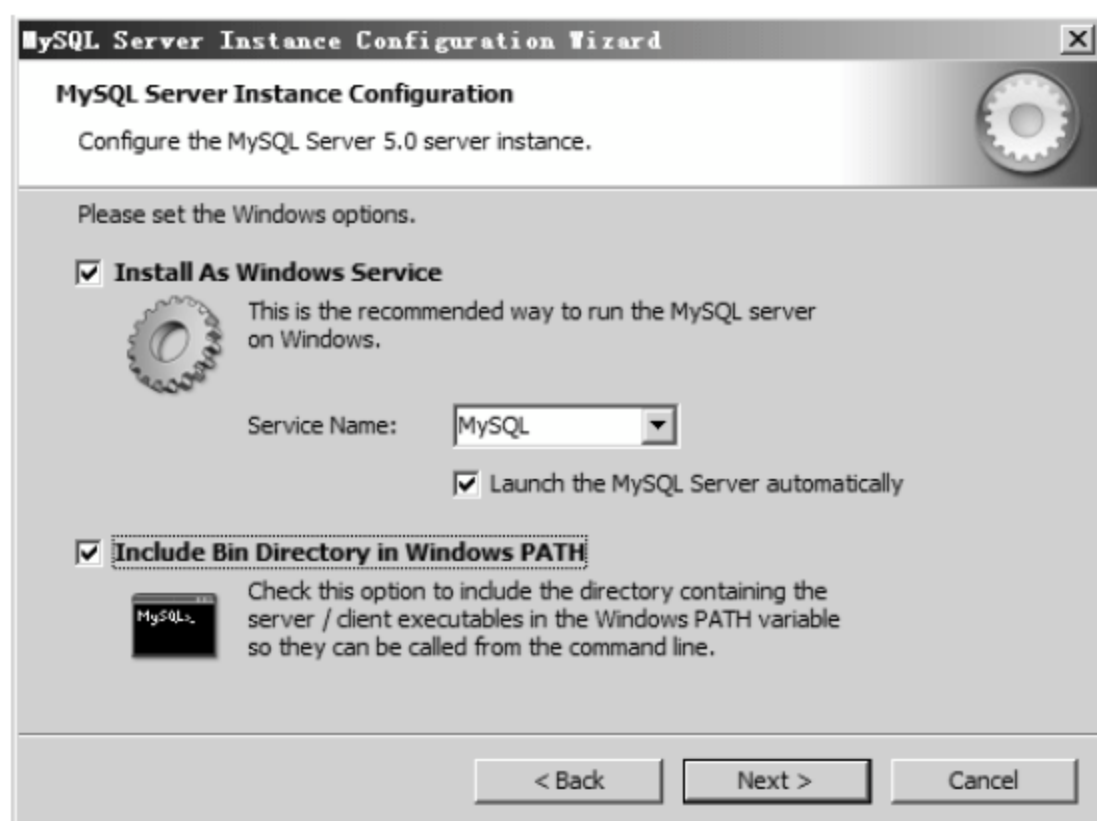 MySQL Server Instance Configuration Wizard
MySQL Server Instance Configuration
Configure the MySQL Server 5.0 server instance.
Please set the Windows options.
Install As Windows Service
This is the recommended way to run the MySQL server
on Windows.
Service Name: MySQL
Launch the MySQL Server automatically
Include Bin Directory in Windows PATH
Check this option to include the directory containing the
server / client executables in the Windows PATH variable
so they can be called from the command line.
MySQL>_
< Back Next > Cancel